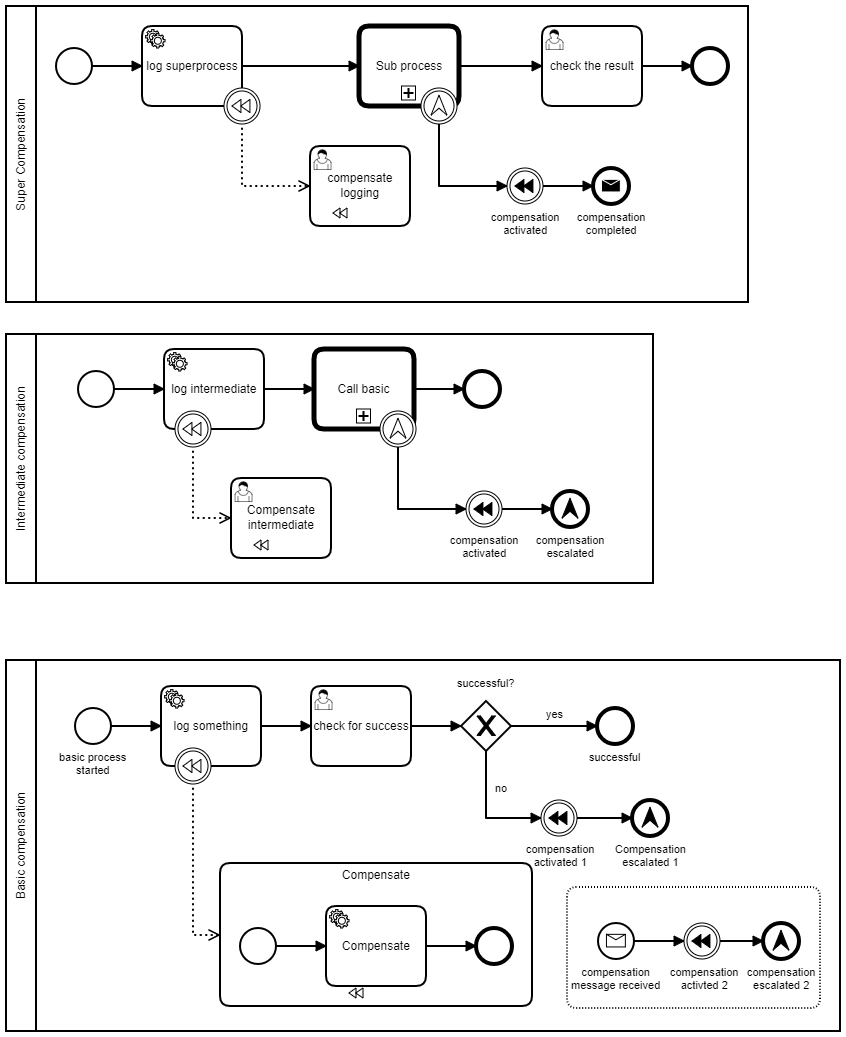 Super Compensation
log superprocess
Sub process
check the result
compensate
logging
compensation
activated
compensation
completed
Intermediate compensation
log intermediate
Call basic
Compensate
intermediate
compensation
activated
compensation
escalated
Basic compensation
basic process
started
log something
check for success
successful?
yes
successful
no
compensation
activated 1
Compensation
escalated 1
Compensate
Compensate
compensation
message received
compensation
activted 2
compensation
escalated 2